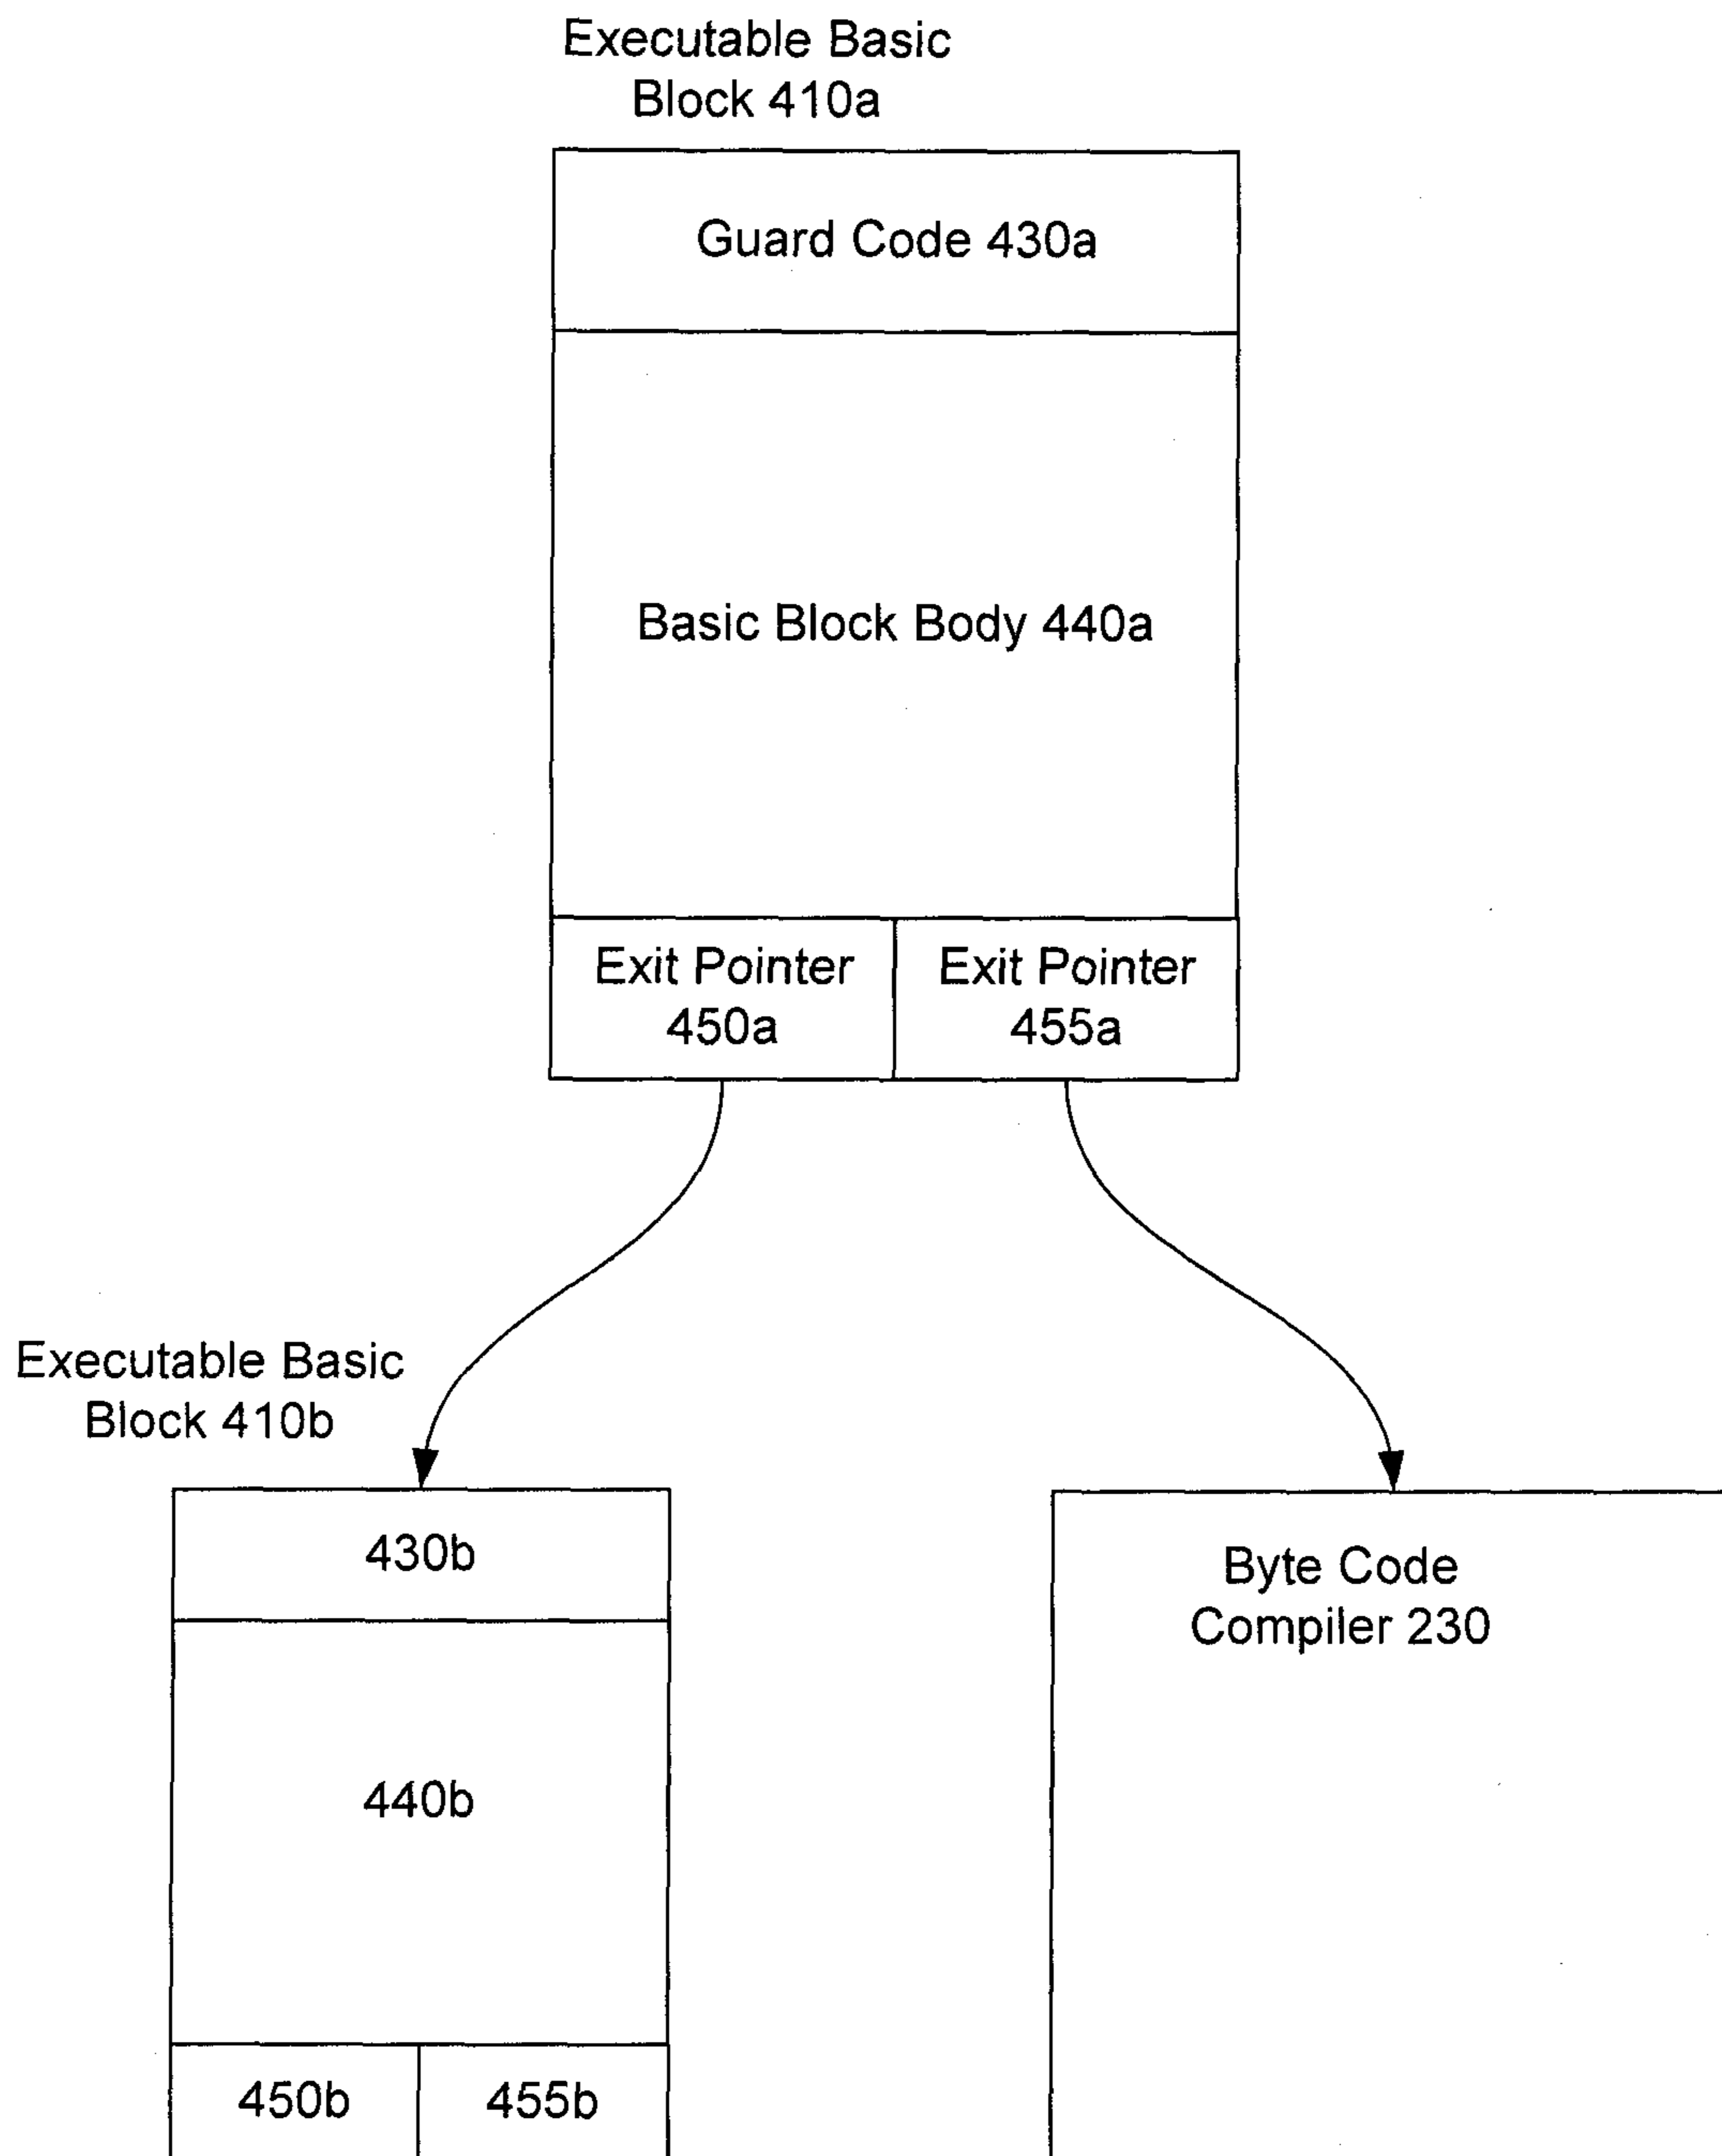 Executable Basic
Block 410a
Guard Code 430a
Basic Block Body 440a
Exit Pointer
450a
Exit Pointer
455a
Executable Basic
Block 410b
430b
440b
450b
455b
Byte Code
Compiler 230